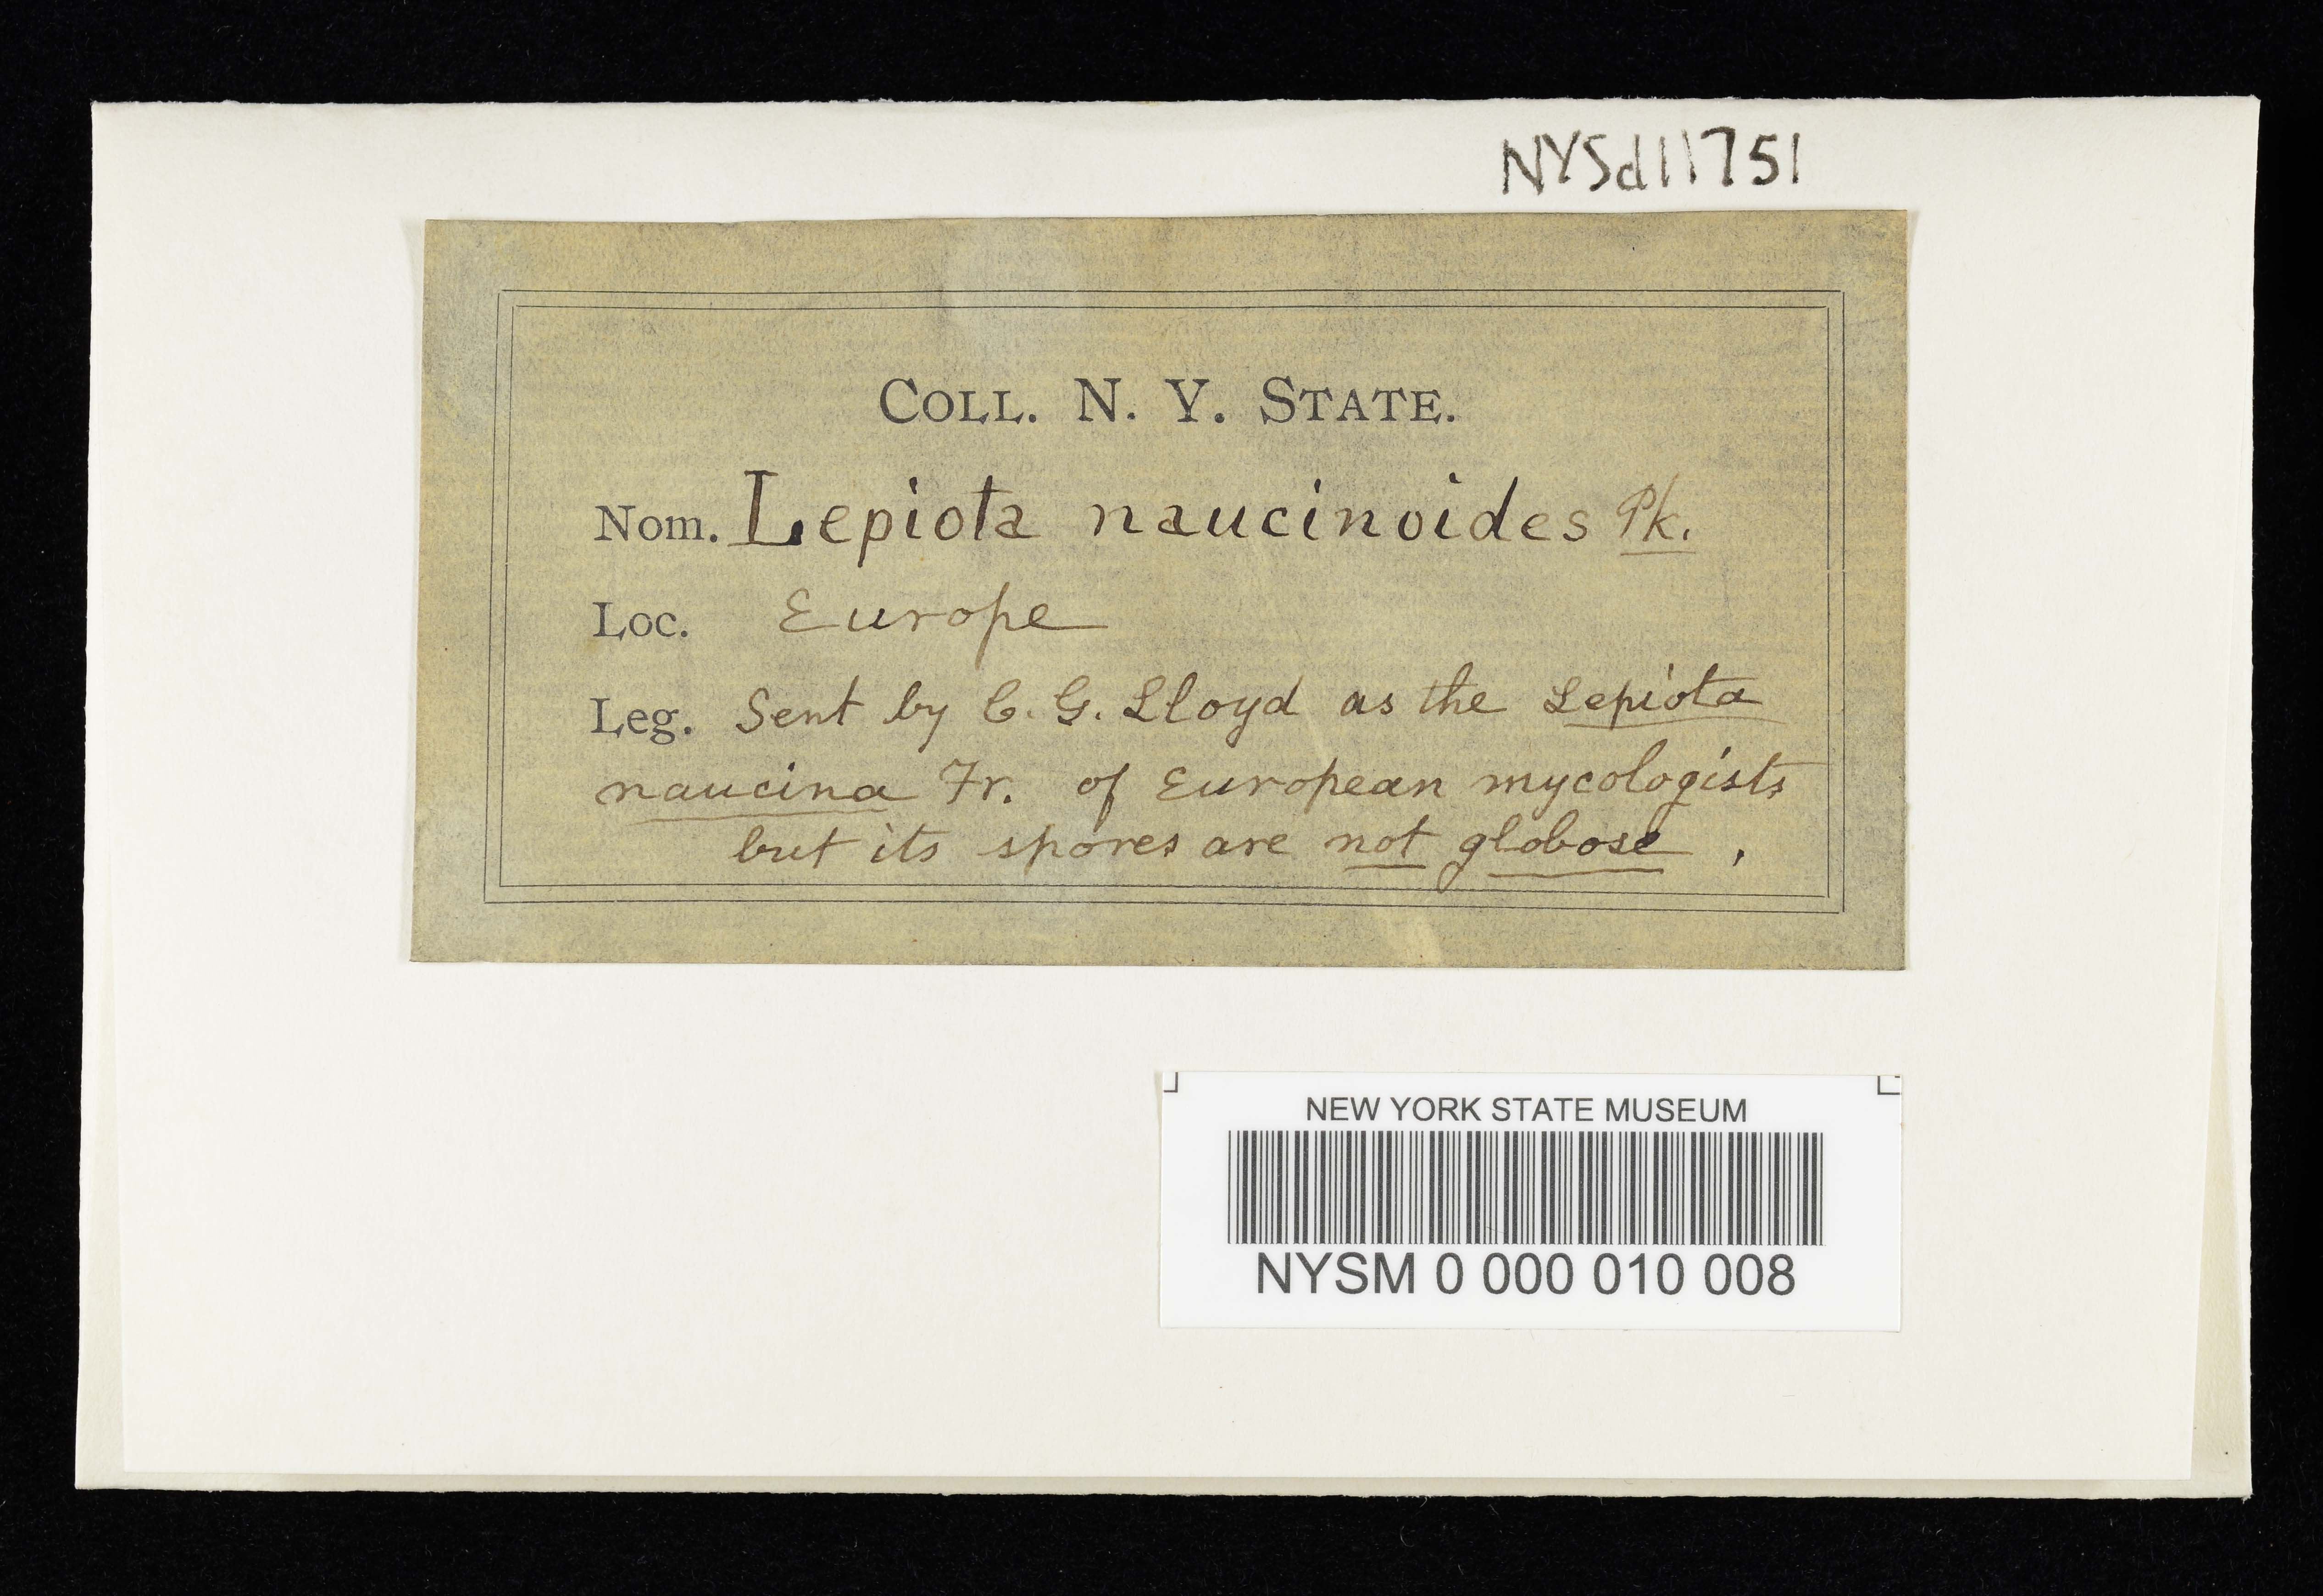 NYSd11751
COLL. N. Y. STATE.
Nom. Lepiota naucinoides Pk.
Loc. Europe
Leg. Sent by C. G. Lloyd as the Lepiota
naucina Fr. of European mycologists
but its spores are not globose.
NEW YORK STATE MUSEUM
NYSM 0 000 010 008